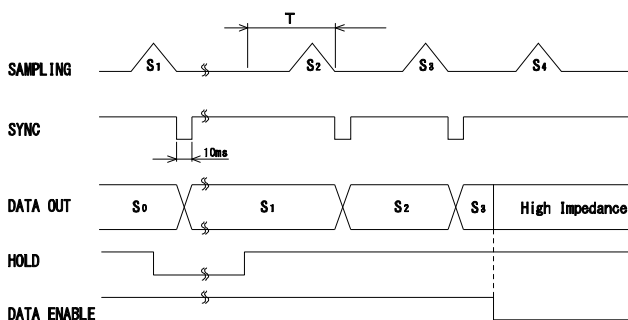 T
SAMPLING S1 S2 S3 S4
SYNC
10ms
DATA OUT S0 S1 S2 S3 High Impedance
HOLD
DATA ENABLE